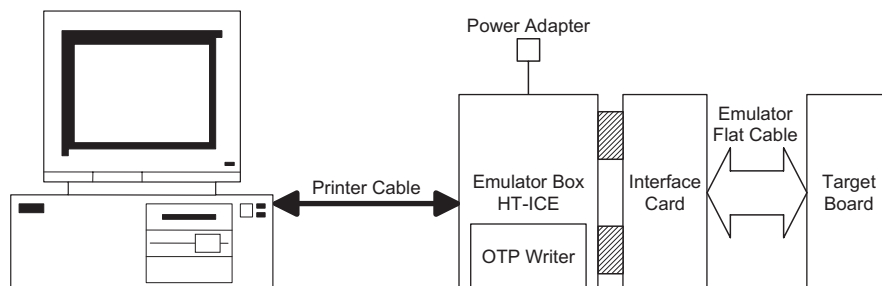 Power Adapter
Printer Cable
Emulator Box
HT-ICE
OTP Writer
Interface
Card
Emulator
Flat Cable
Target
Board